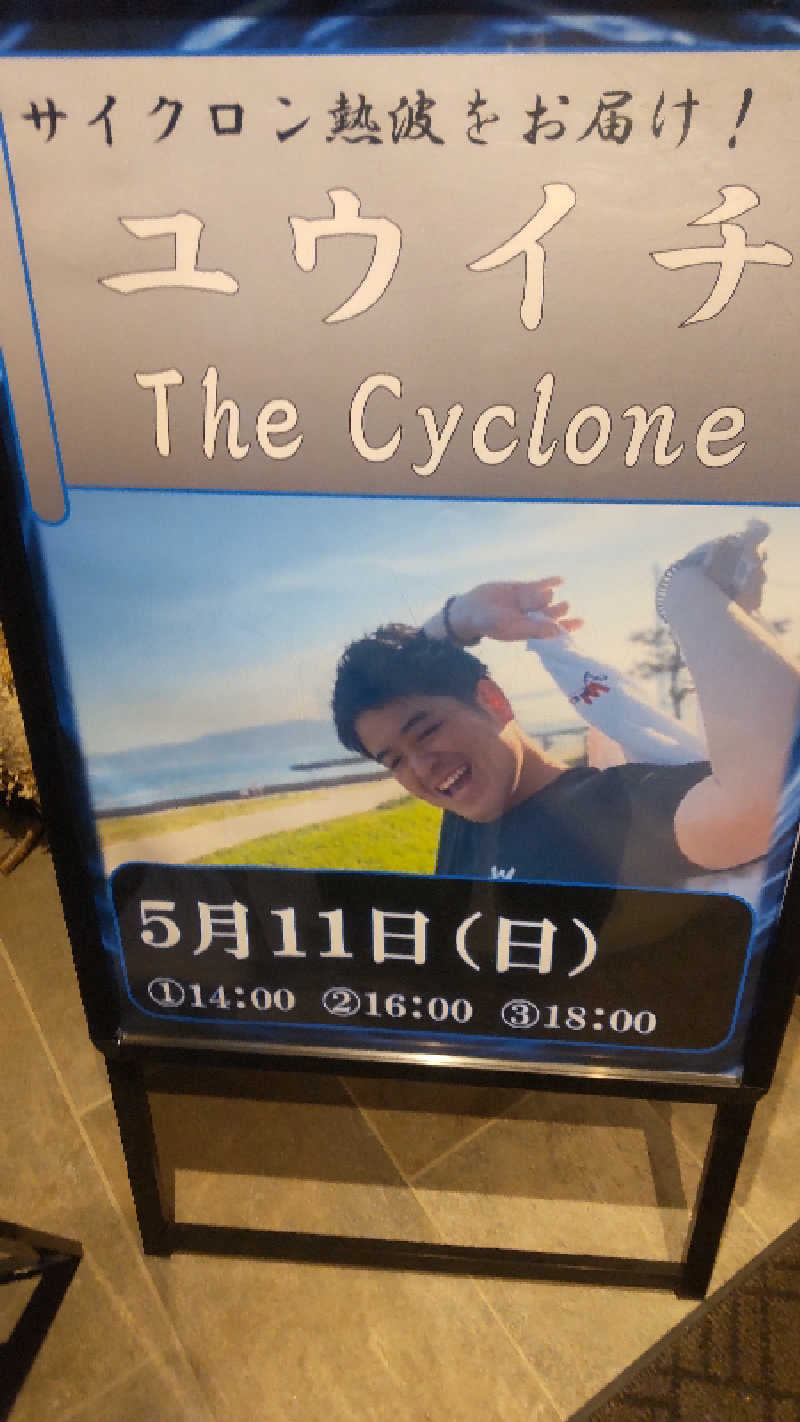 サイクロン熱波をお届け!
ユウイチ
The Cyclone
5月11日(日)
①14:00 ②16:00 ③18:00